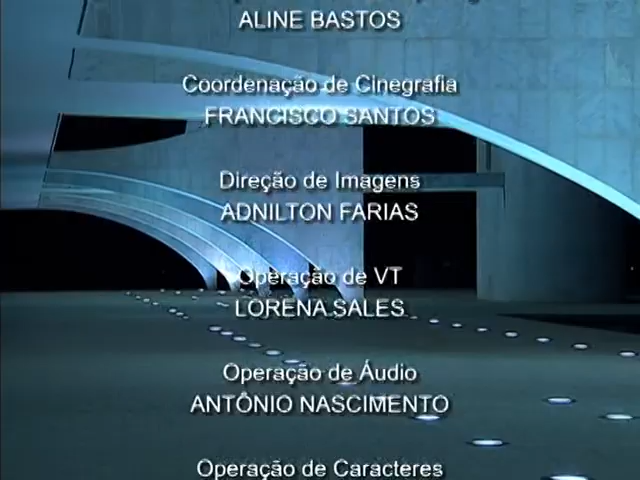 ALINE BASTOS
Coordenação de Cinegrafia
FRANCISCO SANTOS
Direção de Imagens
ADNILTON FARIAS
Operação de VT
LORENA SALES
Operação de Áudio
ANTÔNIO NASCIMENTO
Operação de Caracteres